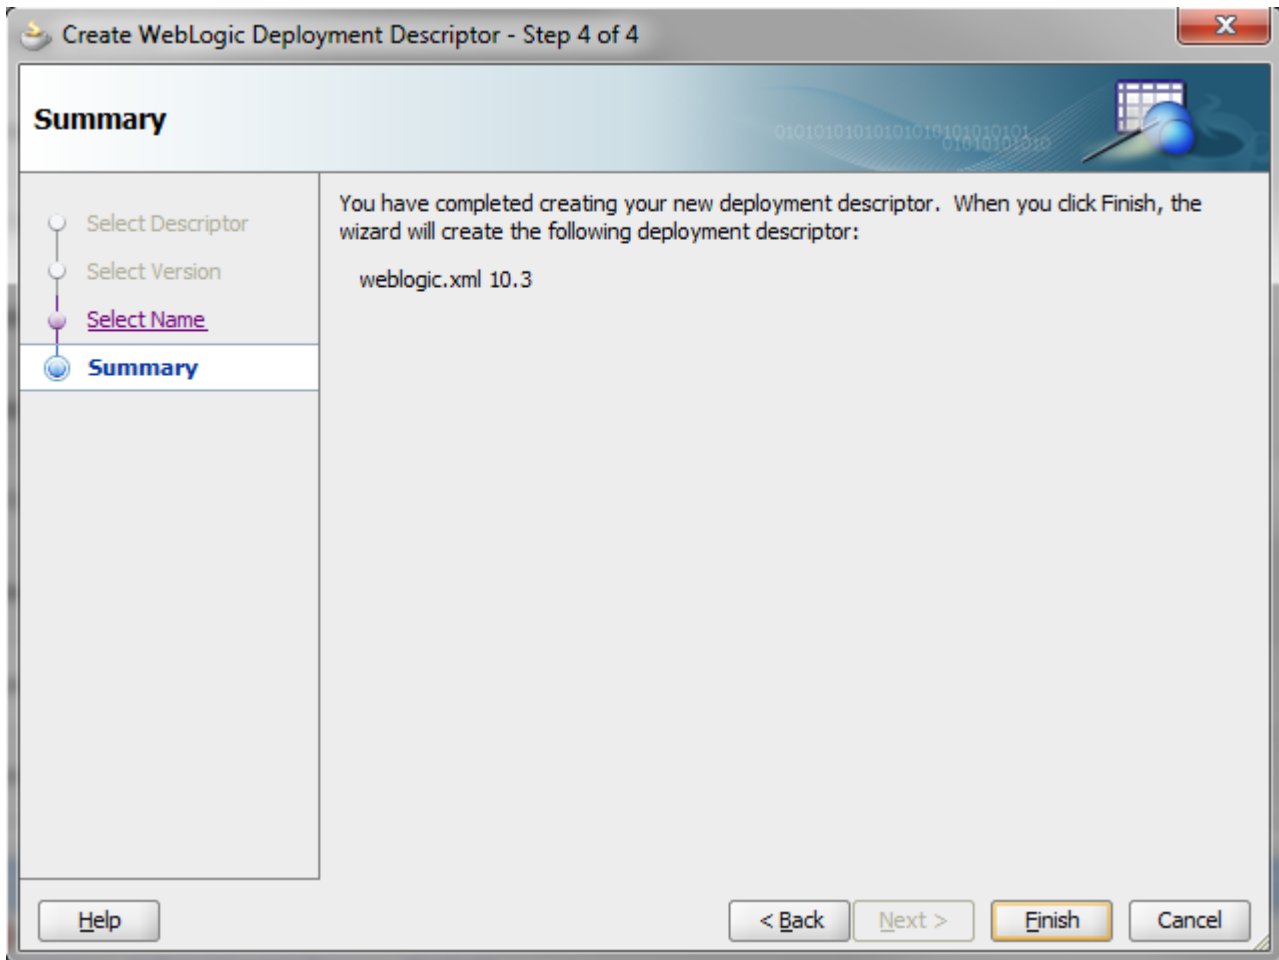 Create WebLogic Deployment Descriptor - Step 4 of 4
Summary
01010101010101010101010101
01010101010
Select Descriptor
Select Version
Select Name
Summary
You have completed creating your new deployment descriptor.  When you click Finish, the
wizard will create the following deployment descriptor:
weblogic.xml 10.3
Help
< Back
Next >
Finish
Cancel